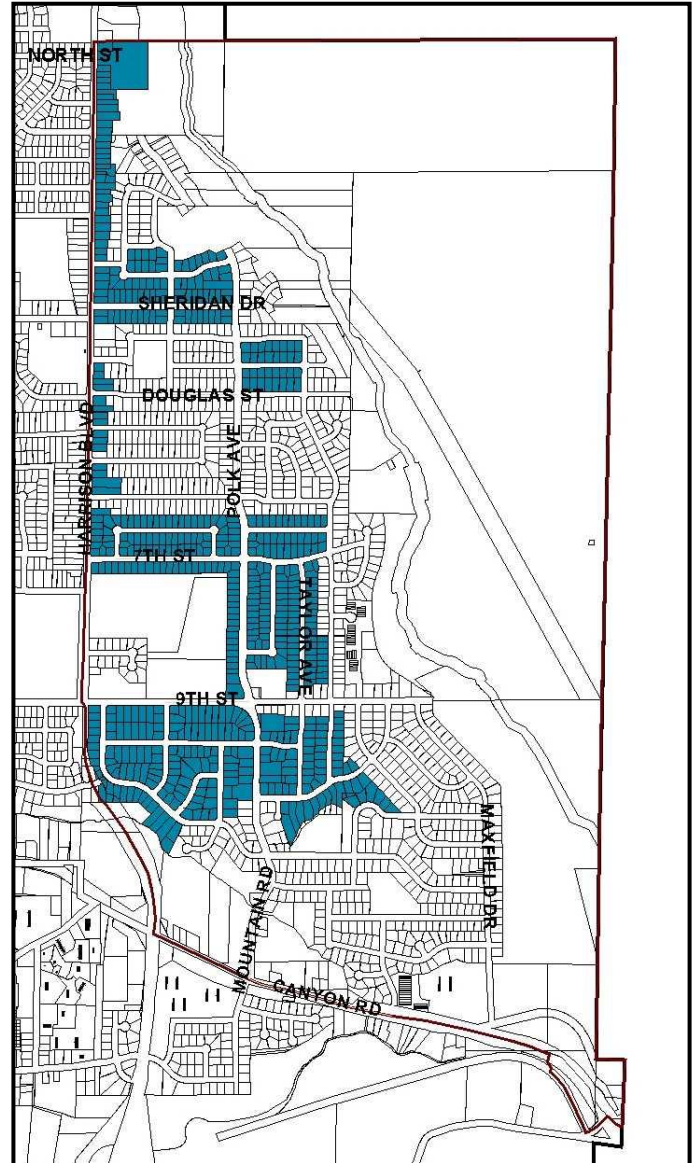 NORTH ST
SHERIDAN DR
DOUGLAS ST
HARRISON BLVD
POLK AVE
7TH ST
TAYLOR AVE
9TH ST
MAXFIELD DR
MOUNTAIN RD
CANYON RD